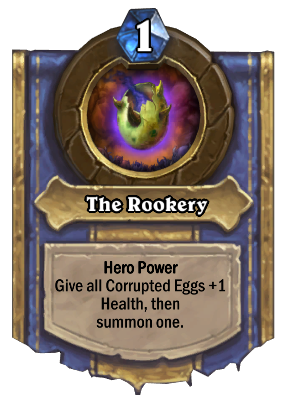 1
The Rookery
Hero Power
Give all Corrupted Eggs +1
Health, then
summon one.